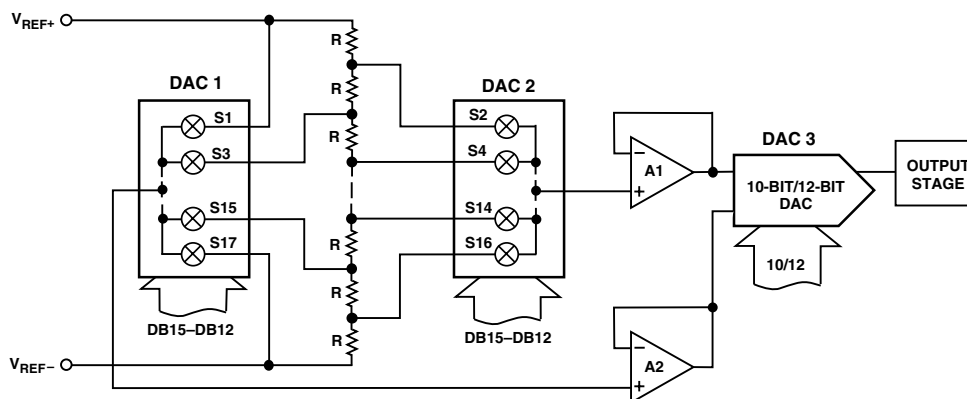 VREF+
R
R
R
R
R
R
DAC 1
S1
S3
S15
S17
DB15–DB12
VREF–
DAC 2
S2
S4
S14
S16
DB15–DB12
–
A1
+
–
A2
+
DAC 3
10-BIT/12-BIT
DAC
10/12
OUTPUT
STAGE